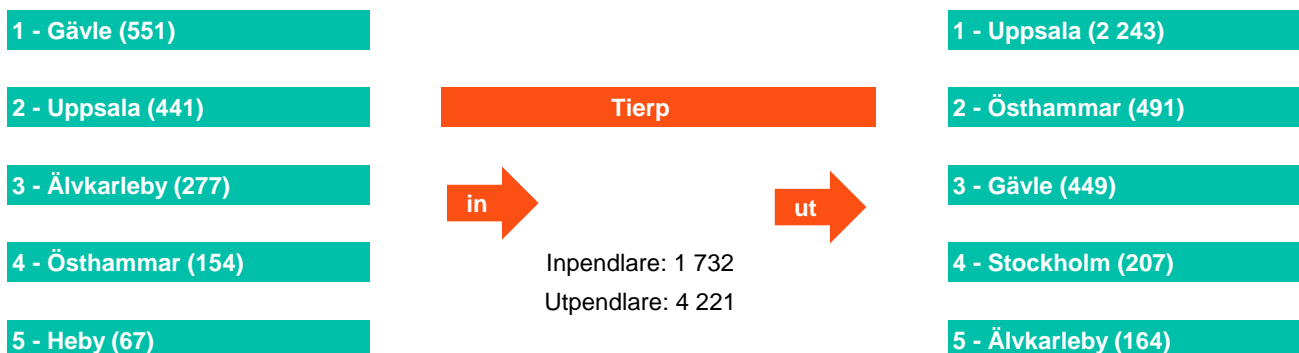 1 - Gävle (551)
2 - Uppsala (441)
3 - Älvkarleby (277)
4 - Östhammar (154)
5 - Heby (67)
Tierp
in
ut
Inpendlare: 1 732
Utpendlare: 4 221
1 - Uppsala (2 243)
2 - Östhammar (491)
3 - Gävle (449)
4 - Stockholm (207)
5 - Älvkarleby (164)